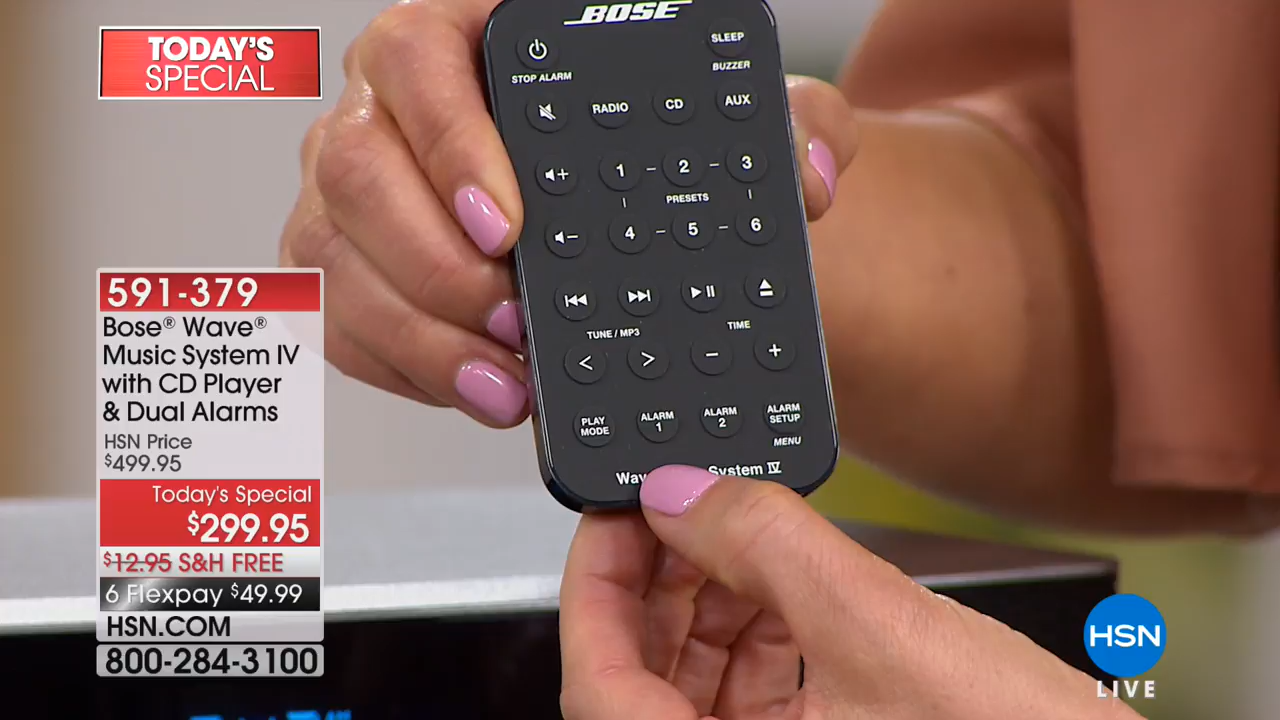 TODAY'S
SPECIAL
591-379
Bose® Wave®
Music System IV
with CD Player
& Dual Alarms
HSN Price
$499.95
Today's Special
$299.95
$12.95 S&H FREE
6 Flexpay $49.99
HSN.COM
800-284-3100
BOSE
SLEEP
STOP ALARM
BUZZER
RADIO CD AUX
+ 1 - 2 - 3
PRESETS
- 4 - 5 - 6
TUNE / MP3
TIME
< > - +
PLAY
MODE
ALARM
1
ALARM
2
ALARM
SETUP
MENU
System IV
HSN
LIVE